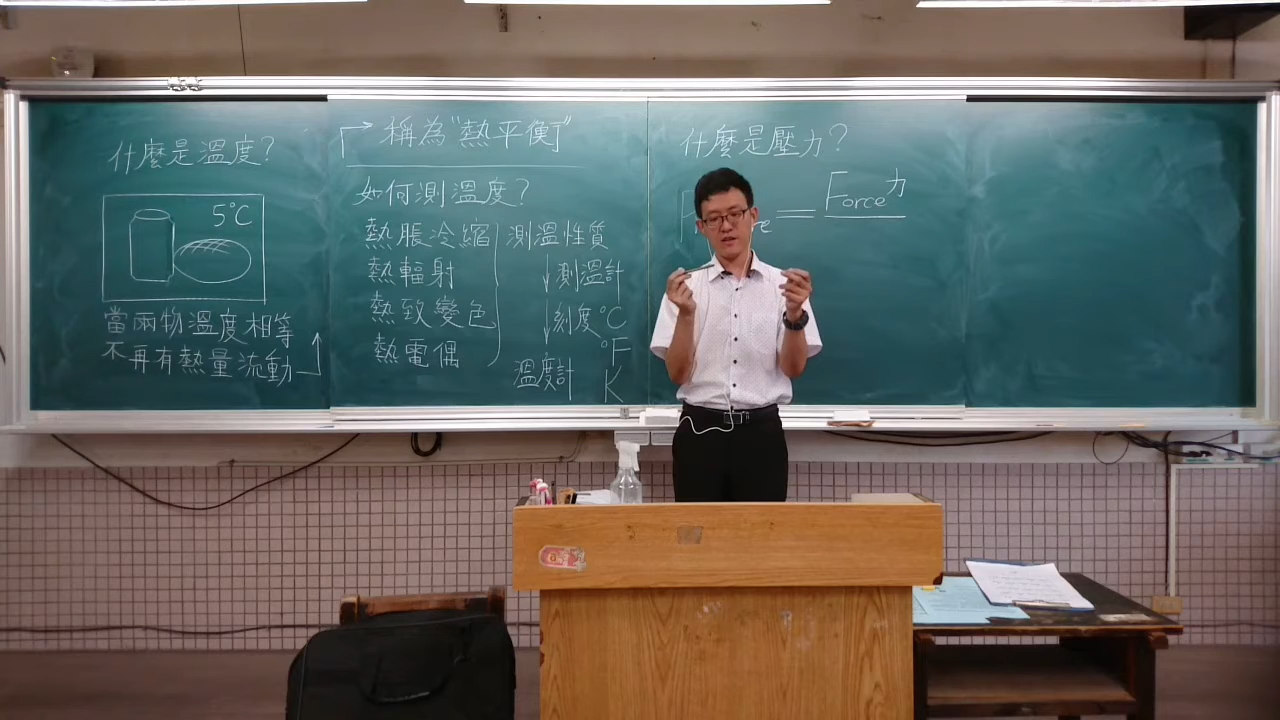 什麼是溫度?
5°C
當兩物溫度相等
不再有熱量流動
稱為"熱平衡"
如何測溫度?
熱脹冷縮
熱輻射
熱致變色
熱電偶
測溫性質
測溫計
刻度°C
°F
K
溫度計
什麼是壓力?
= Force力